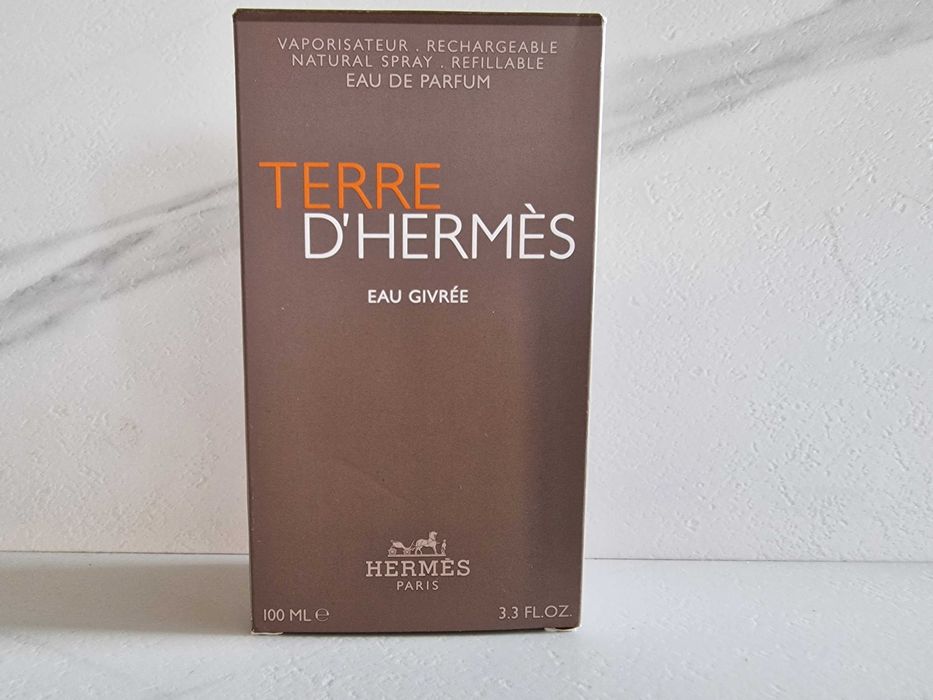 VAPORISATEUR . RECHARGEABLE
NATURAL SPRAY . REFILLABLE
EAU DE PARFUM
TERRE
D'HERMÈS
EAU GIVRÉE
HERMÈS
PARIS
100 ML ℮
3.3 FL.OZ.